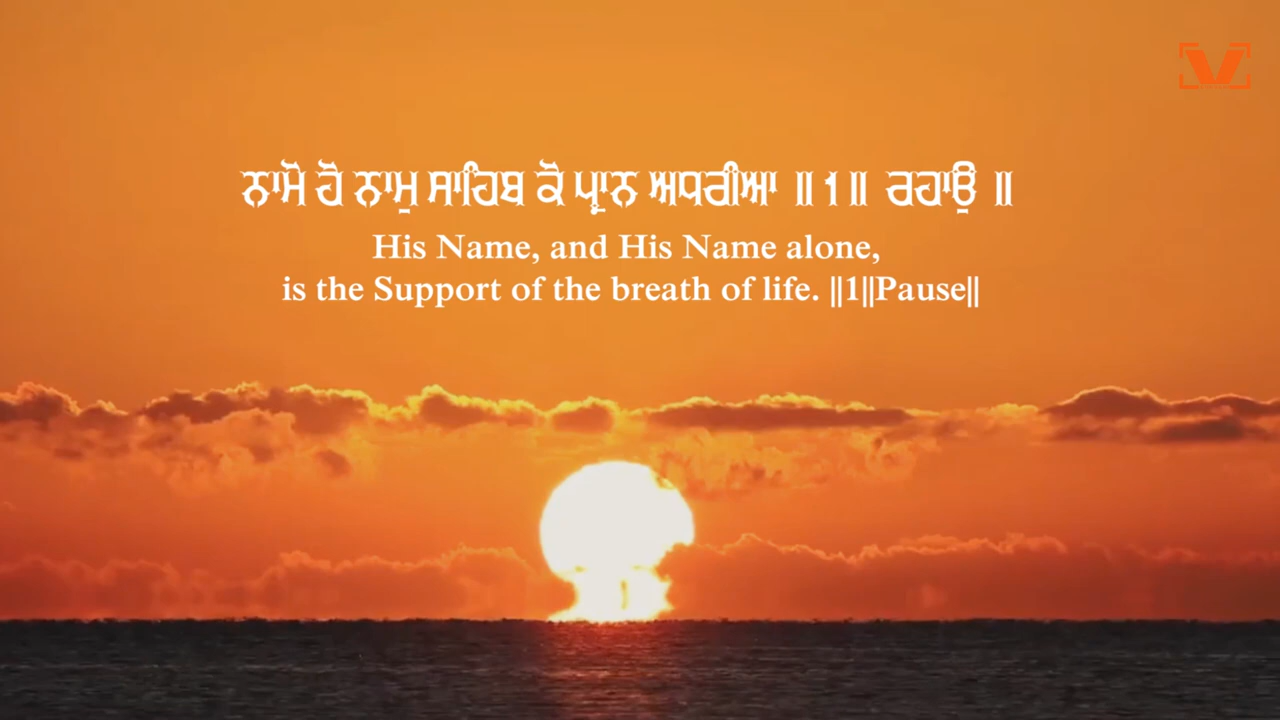 ਨਾਮੋ ਹੋ ਨਾਮੁ ਸਾਹਿਬ ਕੋ ਪ੍ਰਾਨ ਅਧਰੀਆ ॥੧॥ ਰਹਾਉ ॥
His Name, and His Name alone,
is the Support of the breath of life. ||1||Pause||